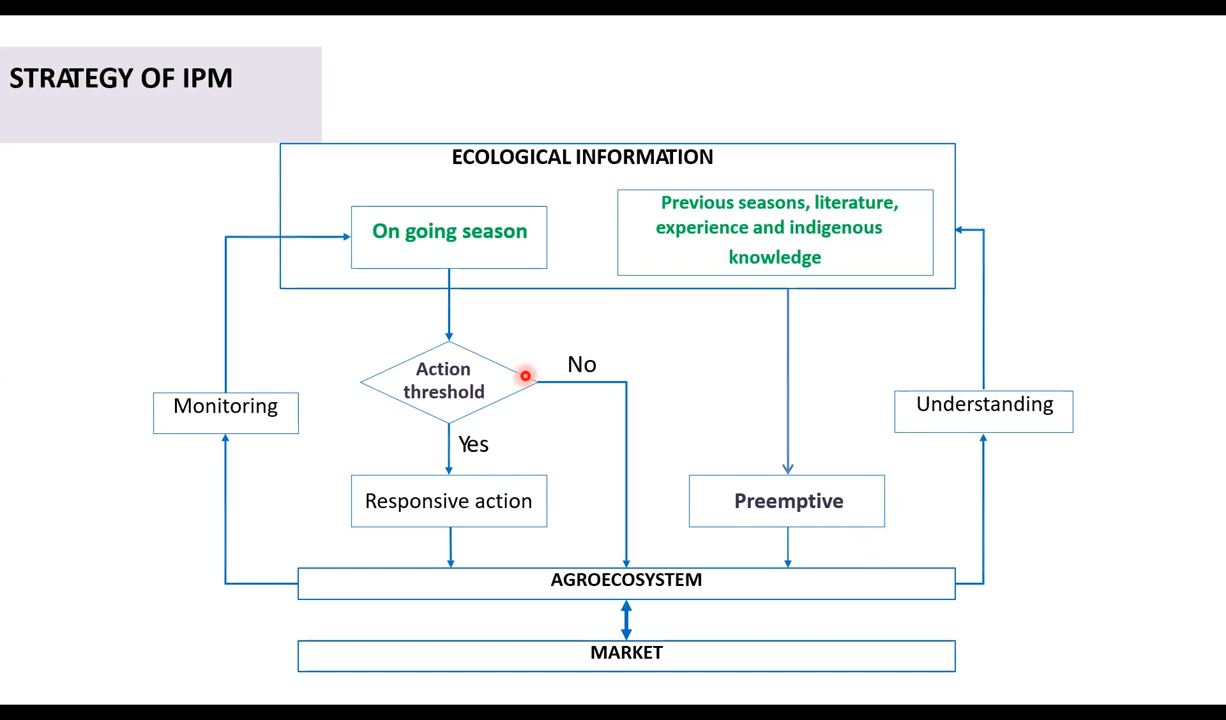 STRATEGY OF IPM
ECOLOGICAL INFORMATION
On going season
Previous seasons, literature,
experience and indigenous
knowledge
Action
threshold
No
Yes
Monitoring
Understanding
Responsive action
Preemptive
AGROECOSYSTEM
MARKET